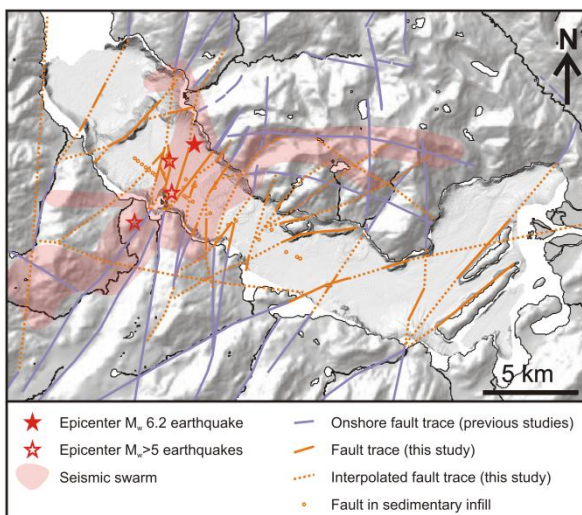 N
5 km
Epicenter Mw 6.2 earthquake
Epicenter Mw>5 earthquakes
Seismic swarm
Onshore fault trace (previous studies)
Fault trace (this study)
Interpolated fault trace (this study)
Fault in sedimentary infill